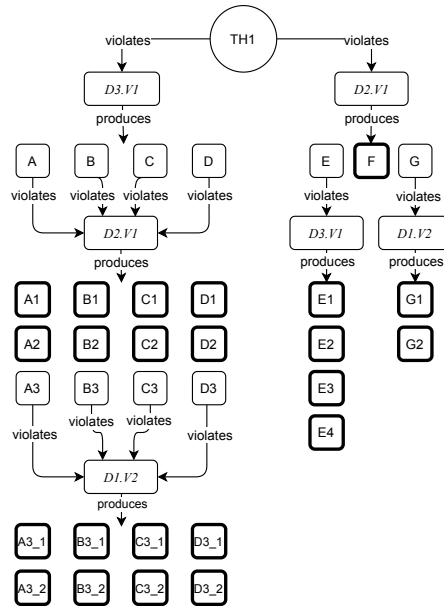 violates TH1 violates
D3.V1 D2.V1
produces produces
A B C D E F G
violates violates violates violates violates violates
D2.V1 D3.V1 D1.V2
produces produces produces
A1 B1 C1 D1 E1 G1
A2 B2 C2 D2 E2 G2
A3 B3 C3 D3 E3
violates violates violates violates E4
D1.V2
produces
A3_1 B3_1 C3_1 D3_1
A3_2 B3_2 C3_2 D3_2